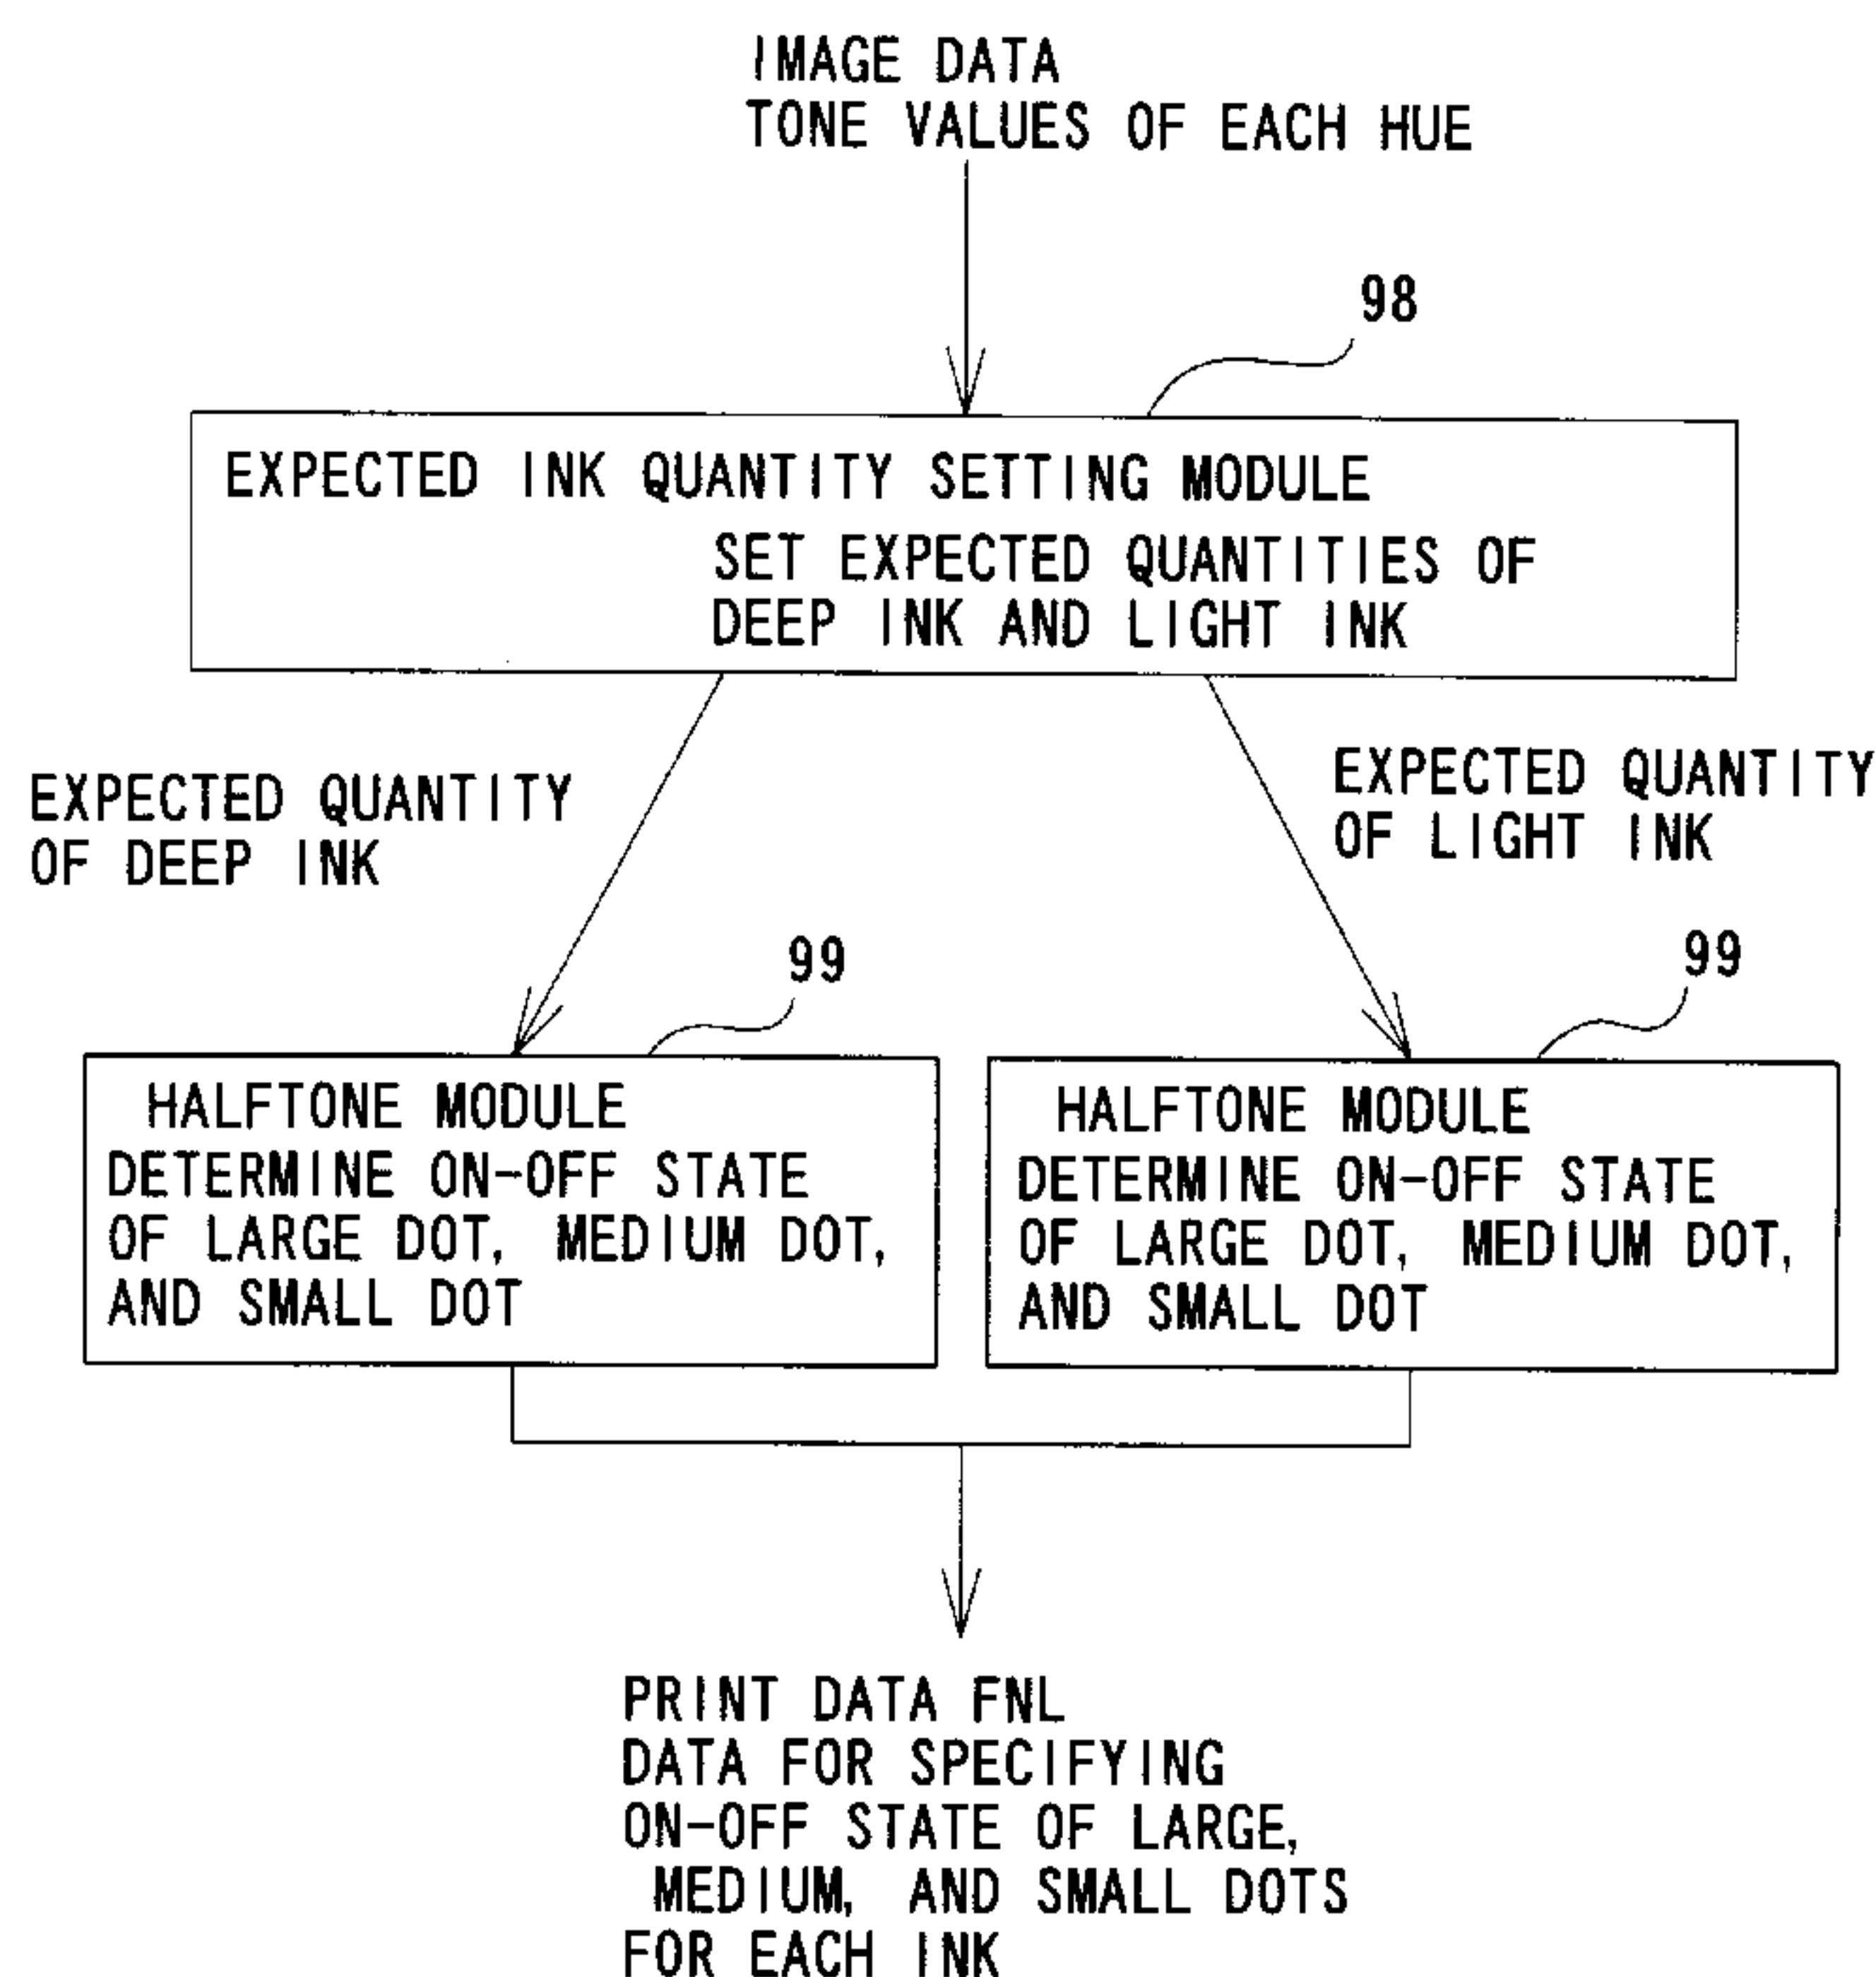 IMAGE DATA
TONE VALUES OF EACH HUE
98
EXPECTED INK QUANTITY SETTING MODULE
SET EXPECTED QUANTITIES OF
DEEP INK AND LIGHT INK
EXPECTED QUANTITY
OF DEEP INK
EXPECTED QUANTITY
OF LIGHT INK
99
99
HALFTONE MODULE
DETERMINE ON-OFF STATE
OF LARGE DOT, MEDIUM DOT,
AND SMALL DOT
HALFTONE MODULE
DETERMINE ON-OFF STATE
OF LARGE DOT, MEDIUM DOT,
AND SMALL DOT
PRINT DATA FNL
DATA FOR SPECIFYING
ON-OFF STATE OF LARGE,
MEDIUM, AND SMALL DOTS
FOR EACH INK